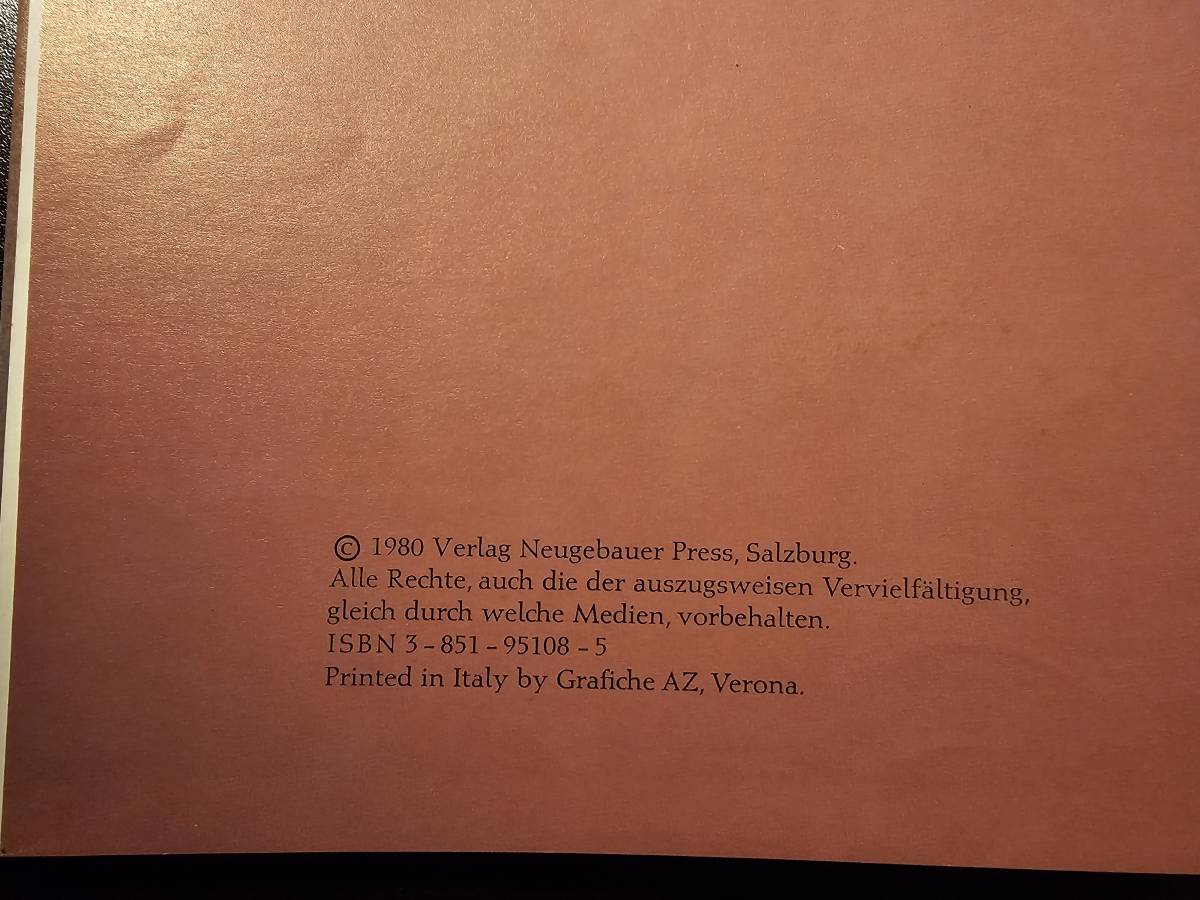 © 1980 Verlag Neugebauer Press, Salzburg.
Alle Rechte, auch die der auszugsweisen Vervielfältigung,
gleich durch welche Medien, vorbehalten.
ISBN 3 – 851 – 95108 – 5
Printed in Italy by Grafiche AZ, Verona.